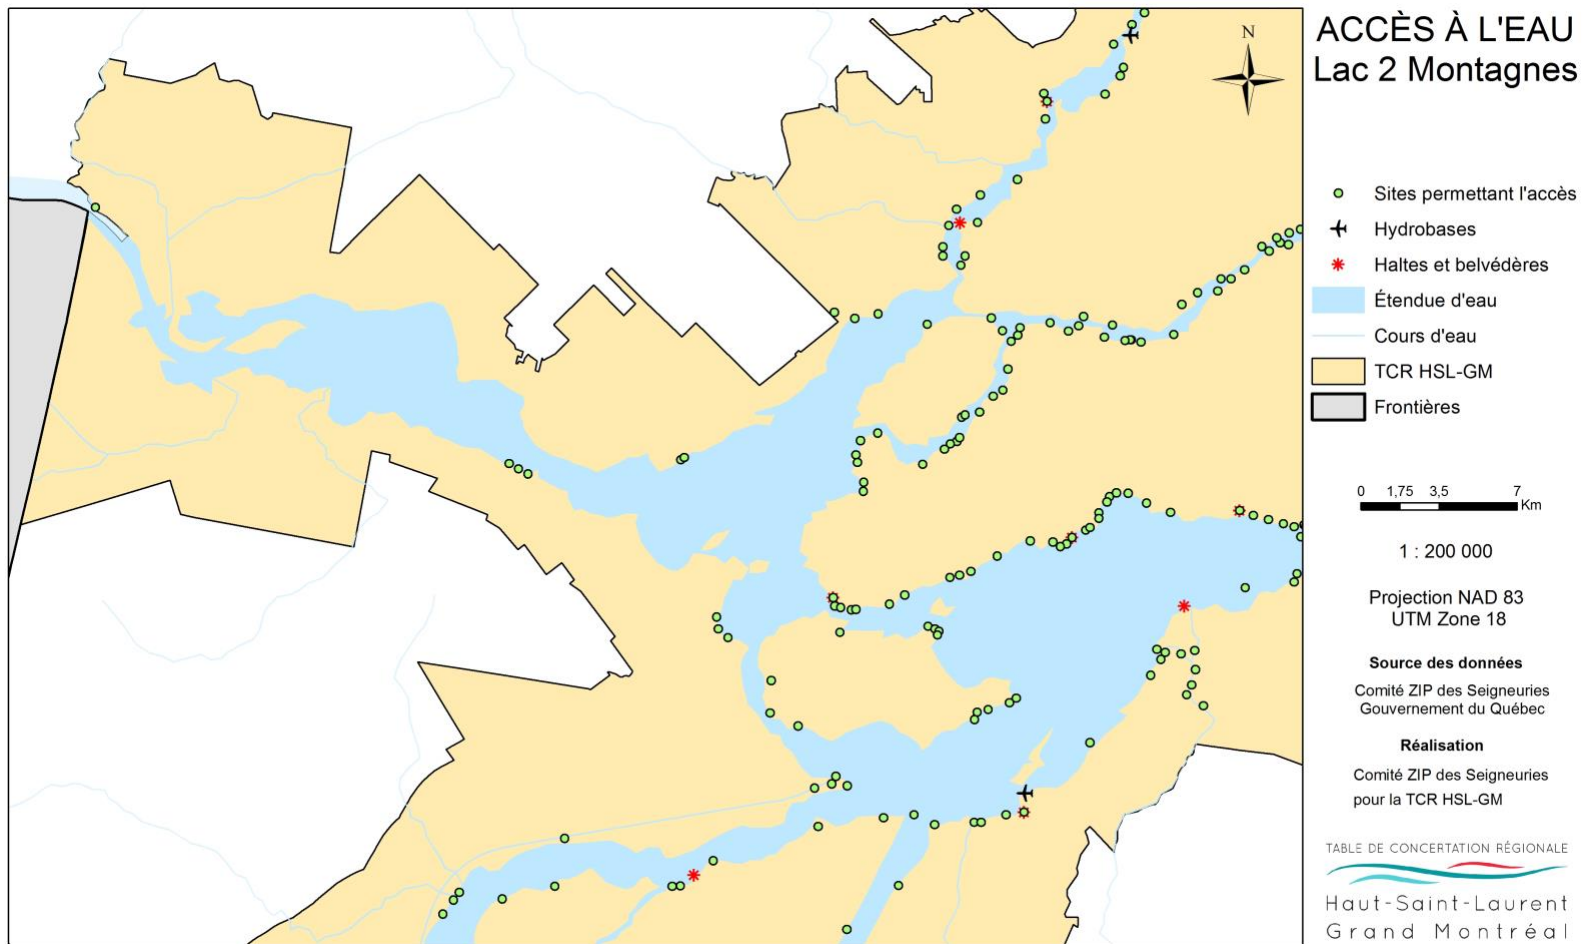 ACCÈS À L'EAU
Lac 2 Montagnes
N
Sites permettant l'accès
Hydrobases
Haltes et belvédères
Étendue d'eau
Cours d'eau
TCR HSL-GM
Frontières
0 1,75 3,5 7
Km
1 : 200 000
Projection NAD 83
UTM Zone 18
Source des données
Comité ZIP des Seigneuries
Gouvernement du Québec
Réalisation
Comité ZIP des Seigneuries
pour la TCR HSL-GM
TABLE DE CONCERTATION RÉGIONALE
Haut-Saint-Laurent
Grand Montréal